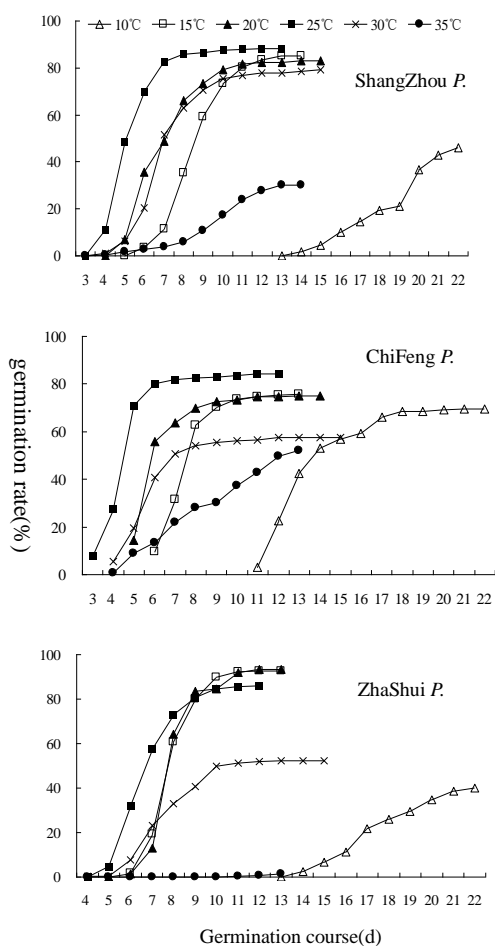 100
10℃ 15℃ 20℃ 25℃ 30℃ 35℃
80
ShangZhou P.
60
40
20
0
3 4 5 6 7 8 9 10 11 12 13 14 15 16 17 18 19 20 21 22
100
ChiFeng P.
80
60
40
20
0
3 4 5 6 7 8 9 10 11 12 13 14 15 16 17 18 19 20 21 22
germination rate(%)
100
ZhaShui P.
80
60
40
20
0
4 5 6 7 8 9 10 11 12 13 14 15 16 17 18 19 20 21 22
Germination course(d)